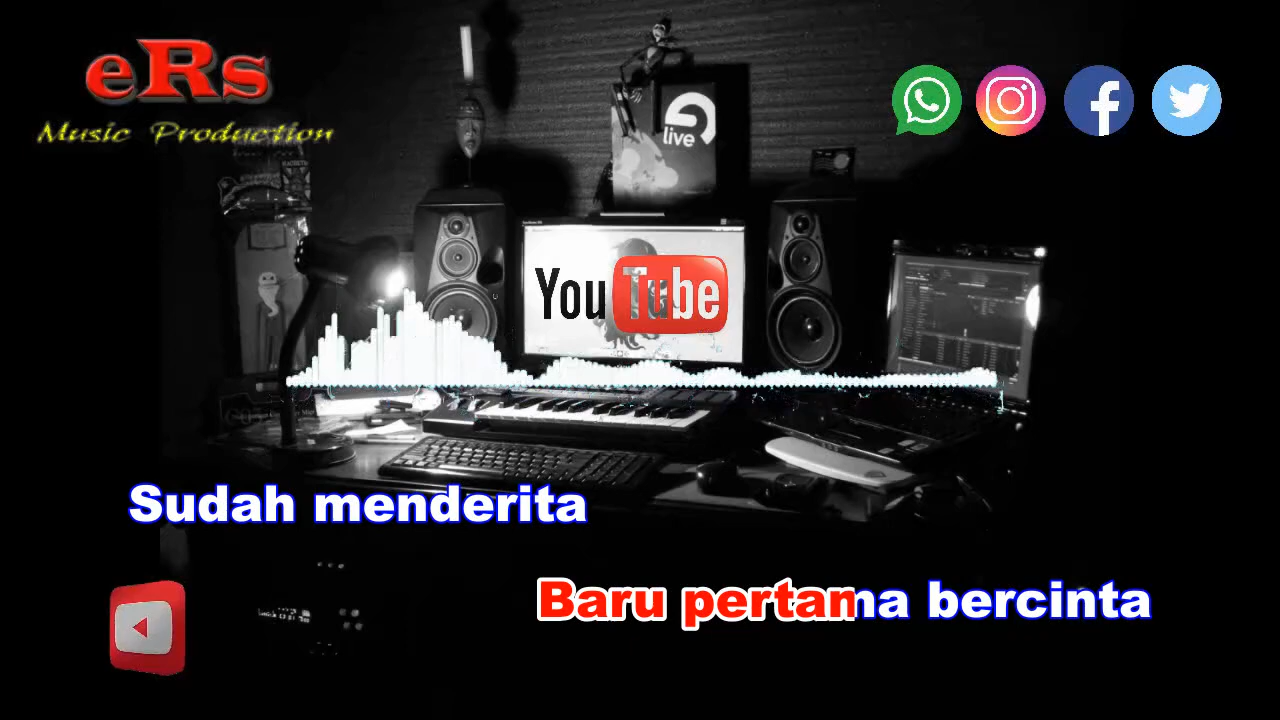 eRs
Music Production
live
YouTube
Sudah menderita
Baru pertama bercinta